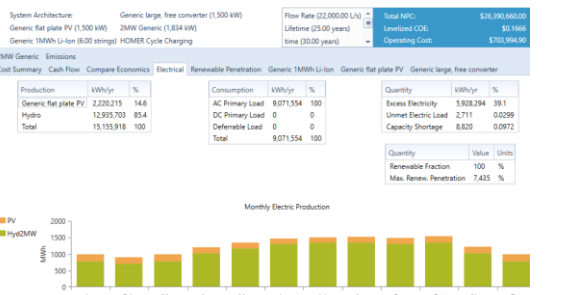 System Architecture: Generic large, free converter (1,500 kW) Flow Rate (22,000.00 L/s) Total NPC: $26,390,660.00
Generic flat plate PV (1,500 kW) 2MW Generic (1,834 kW) Lifetime (25.00 years) Levelized COE: $0.1666
Generic 1MWh Li-Ion (6.00 strings) HOMER Cycle Charging time (30.00 years) Operating Cost: $703,994.90
2MW Generic Emissions
Cost Summary Cash Flow Compare Economics Electrical Renewable Penetration Generic 1MWh Li-Ion Generic flat plate PV Generic large, free converter
Production kWh/yr %
Generic flat plate PV 2,220,215 14.6
Hydro 12,935,703 85.4
Total 15,155,918 100
Consumption kWh/yr %
AC Primary Load 9,071,554 100
DC Primary Load 0 0
Deferrable Load 0 0
Total 9,071,554 100
Quantity kWh/yr %
Excess Electricity 5,928,294 39.1
Unmet Electric Load 2,711 0.0299
Capacity Shortage 8,820 0.0972
Quantity Value Units
Renewable Fraction 100 %
Max. Renew. Penetration 7,435 %
Monthly Electric Production
PV
Hyd2MW
MWh
2000
1500
1000
500
0